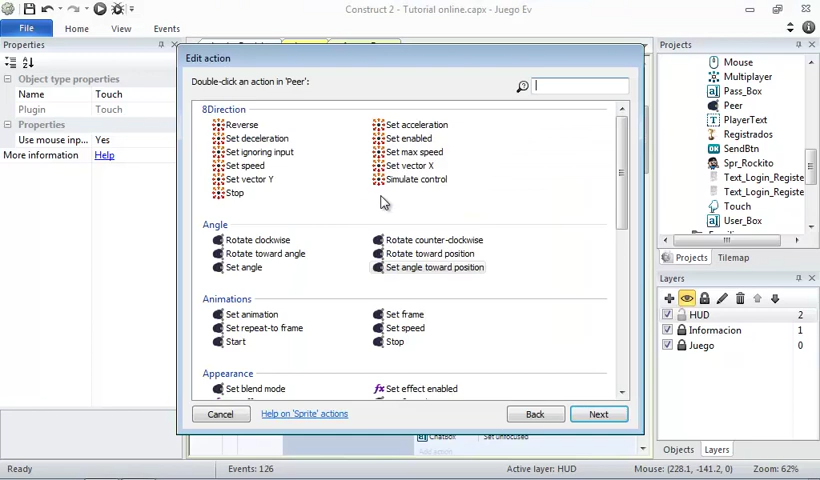 Construct 2 - Tutorial online.capx - Juego Ev
File
Home
View
Events
Properties
Object type properties
Name
Touch
Plugin
Touch
Properties
Use mouse inp...
Yes
More information
Help
Edit action
Double-click an action in 'Peer':
8Direction
Reverse
Set acceleration
Set deceleration
Set enabled
Set ignoring input
Set max speed
Set speed
Set vector X
Set vector Y
Simulate control
Stop
Angle
Rotate clockwise
Rotate counter-clockwise
Rotate toward angle
Rotate toward position
Set angle
Set angle toward position
Animations
Set animation
Set frame
Set repeat-to frame
Set speed
Start
Stop
Appearance
Set blend mode
Set effect enabled
Cancel
Help on 'Sprite' actions
Back
Next
ChatBox
Set unfocused
Add action
Projects
Mouse
Multiplayer
Pass_Box
Peer
PlayerText
Registrados
SendBtn
Spr_Rockito
Text_Login_Registe
Text_Login_Registe
Touch
User_Box
Projects
Tilemap
Layers
HUD
2
Informacion
1
Juego
0
Objects
Layers
Ready
Events: 126
Active layer: HUD
Mouse: (228.1, -141.2, 0)
Zoom: 62%